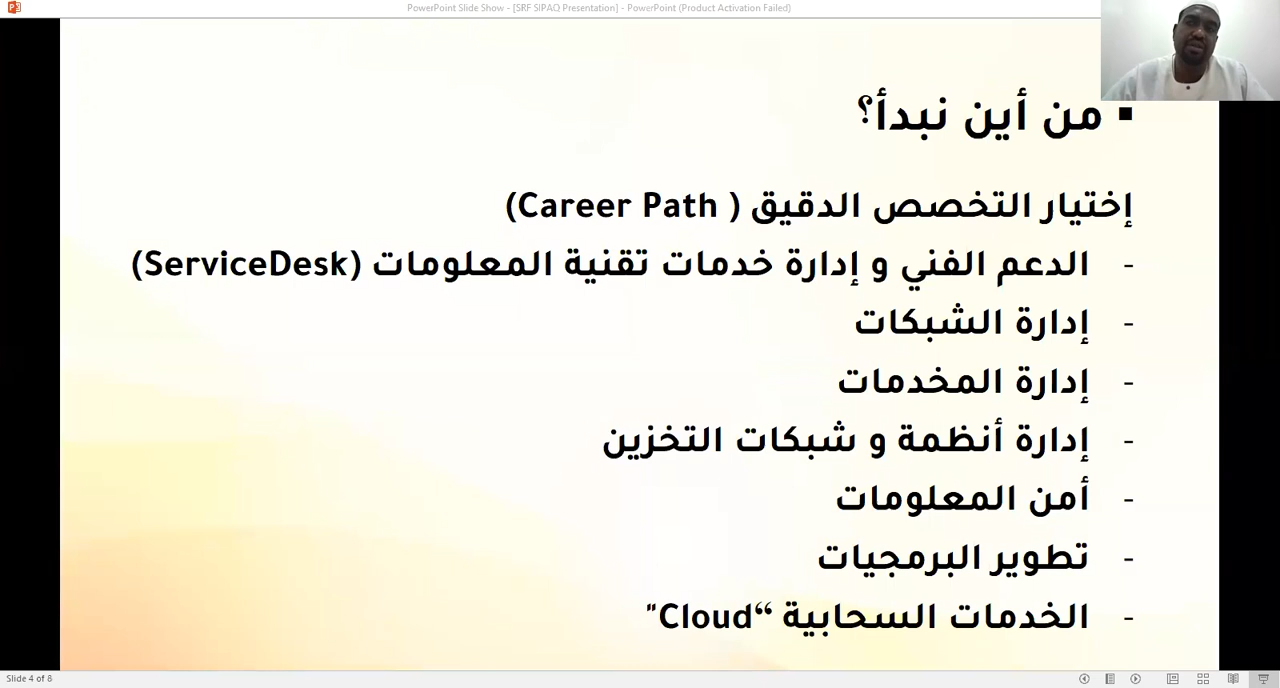 PowerPoint Slide Show - [SRF SIPAQ Presentation] - PowerPoint (Product Activation Failed)
▪ من أين نبدأ؟
إختيار التخصص الدقيق ( Career Path)
- الدعم الفني و إدارة خدمات تقنية المعلومات (ServiceDesk)
- إدارة الشبكات
- إدارة المخدمات
- إدارة أنظمة و شبكات التخزين
- أمن المعلومات
- تطوير البرمجيات
- الخدمات السحابية “Cloud"
Slide 4 of 8